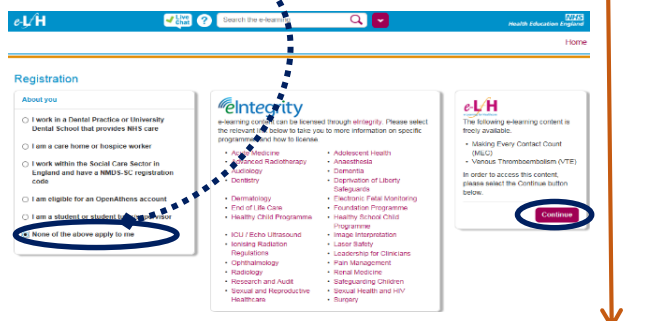 e-LfH
Live Chat
?
Search the e-learning
NHS
Health Education England
Home
Registration
About you
I work in a Dental Practice or University
Dental School that provides NHS care
I am a care home or hospice worker
I work within the Social Care Sector in
England and have a NMDS-SC registration
code
I am eligible for an OpenAthens account
I am a student or student
None of the above apply to me
eIntegrity
e-learning content can be licensed through eIntegrity. Please select
the relevant link below to take you to more information on specific
programmes and how to license
• Acute Medicine
• Advanced Radiotherapy
• Audiology
• Dentistry
• Dermatology
• End of Life Care
• Healthy Child Programme
• ICU / Echo Ultrasound
• Ionising Radiation
Regulations
• Ophthalmology
• Radiology
• Research and Audit
• Sexual and Reproductive
Healthcare
• Adolescent Health
• Anaesthesia
• Dementia
• Deprivation of Liberty
Safeguards
• Electronic Fetal Monitoring
• Foundation Programme
• Healthy School Child
Programme
• Image Interpretation
• Laser Safety
• Leadership for Clinicians
• Pain Management
• Renal Medicine
• Safeguarding Children
• Sexual Health and HIV
• Surgery
e-LfH
The following e-learning content is
freely available.
• Making Every Contact Count
(MEC)
• Venous Thromboembolism (VTE)
In order to access this content,
please select the Continue button
below.
Continue